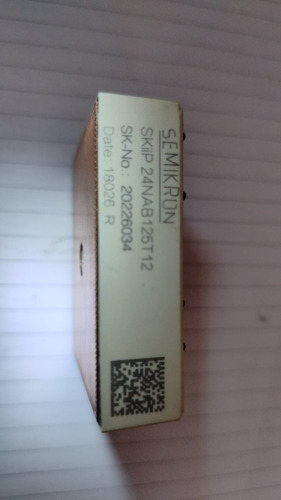 SEMIKRON
SKiiP 24NAB125T12
SK-No.: 20226034
Date: 18026 R